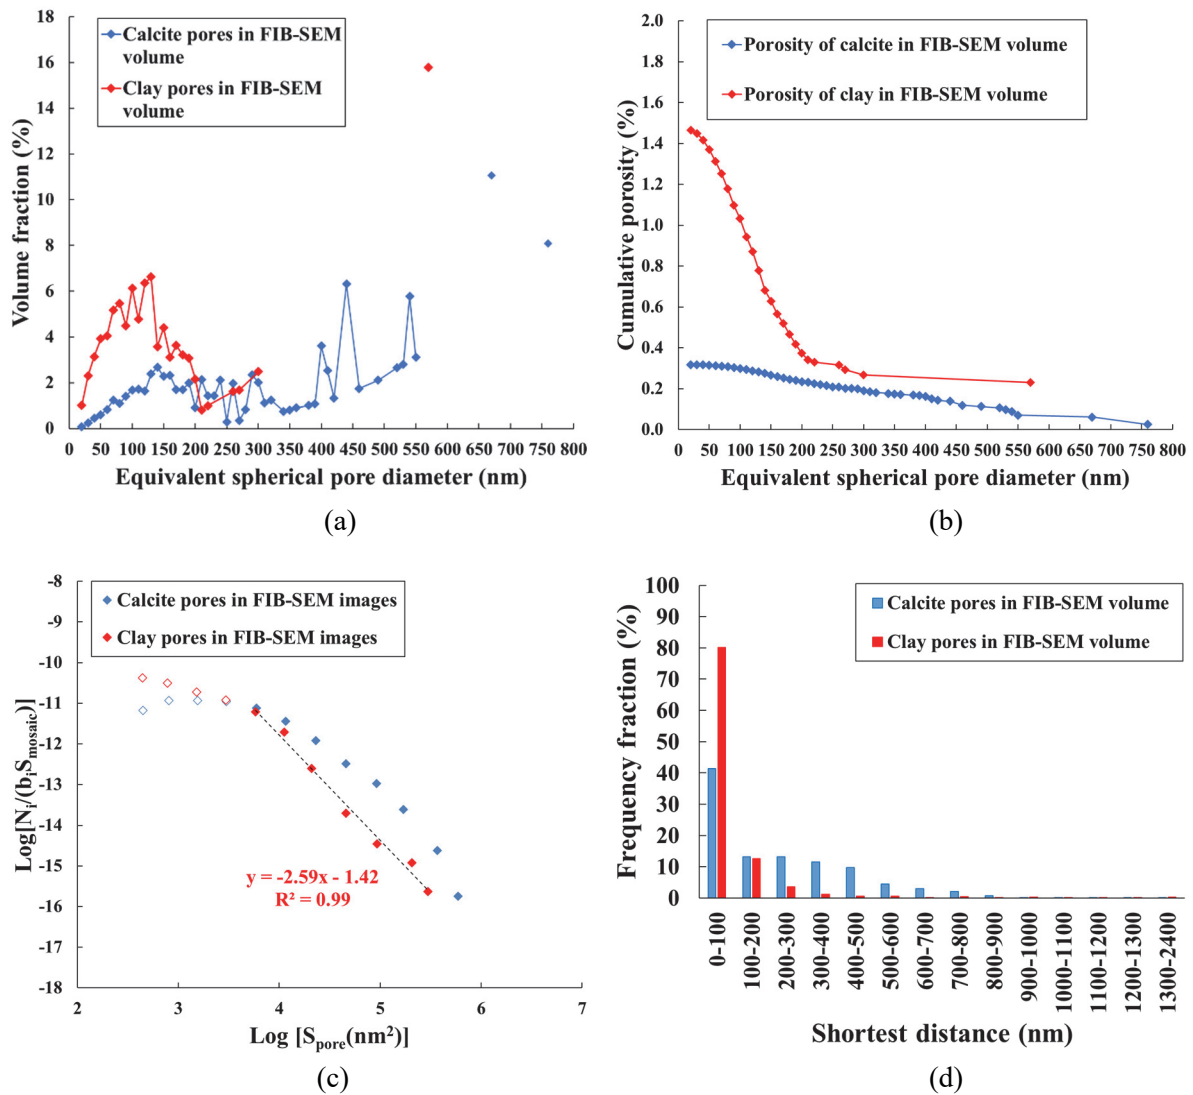 18
16
14
12
10
8
6
4
2
0
Volume fraction (%)
Calcite pores in FIB-SEM
volume
Clay pores in FIB-SEM
volume
0 50 100 150 200 250 300 350 400 450 500 550 600 650 700 750 800
Equivalent spherical pore diameter (nm)
(a)
2.0
1.8
1.6
1.4
1.2
1.0
0.8
0.6
0.4
0.2
0.0
Cumulative porosity (%)
Porosity of calcite in FIB-SEM volume
Porosity of clay in FIB-SEM volume
0 50 100 150 200 250 300 350 400 450 500 550 600 650 700 750 800
Equivalent spherical pore diameter (nm)
(b)
-8
-9
-10
-11
-12
-13
-14
-15
-16
-17
-18
Log[Ni/(biSmosaic)]
Calcite pores in FIB-SEM images
Clay pores in FIB-SEM images
y = -2.59x - 1.42
R² = 0.99
2 3 4 5 6 7
Log [Spore(nm²)]
(c)
100
90
80
70
60
50
40
30
20
10
0
Frequency fraction (%)
Calcite pores in FIB-SEM volume
Clay pores in FIB-SEM volume
0-100
100-200
200-300
300-400
400-500
500-600
600-700
700-800
800-900
900-1000
1000-1100
1100-1200
1200-1300
1300-2400
Shortest distance (nm)
(d)